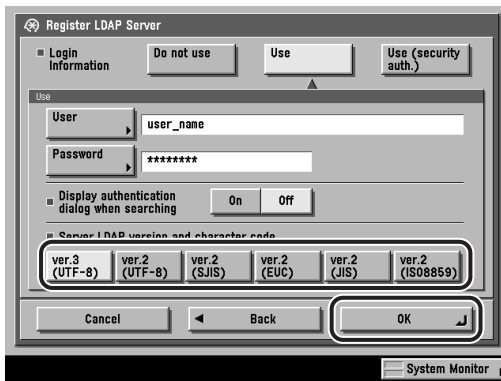 Register LDAP Server
Login
Information
Do not use
Use
Use (security
auth.)
Use
User
user_name
Password
********
Display authentication
dialog when searching
On
Off
Server LDAP version and character code
ver.3
(UTF-8)
ver.2
(UTF-8)
ver.2
(SJIS)
ver.2
(EUC)
ver.2
(JIS)
ver.2
(ISO8859)
Cancel
Back
OK
System Monitor